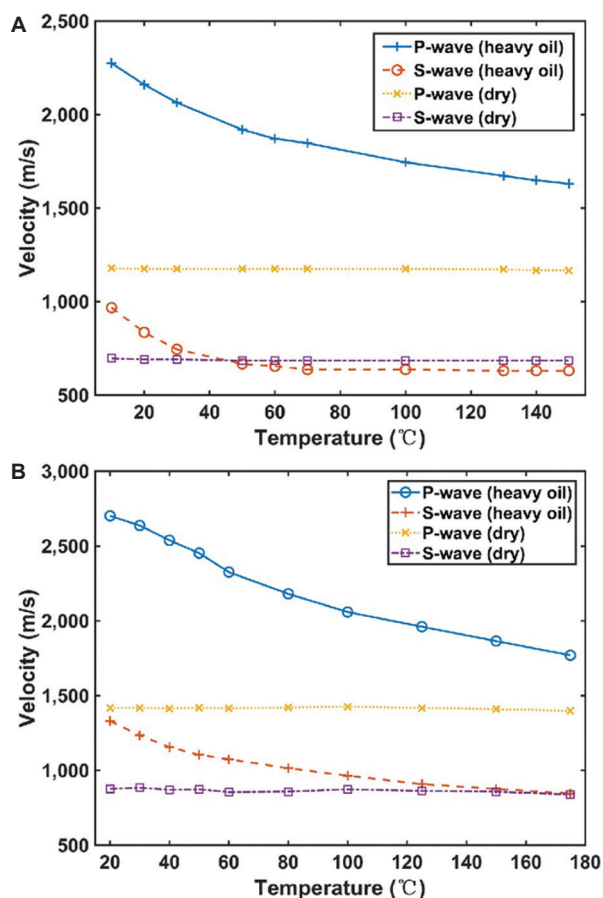 A
2,500
2,000
1,500
1,000
500
Velocity (m/s)
P-wave (heavy oil)
S-wave (heavy oil)
P-wave (dry)
S-wave (dry)
20 40 60 80 100 120 140
Temperature (℃)
B
3,000
2,500
2,000
1,500
1,000
500
Velocity (m/s)
P-wave (heavy oil)
S-wave (heavy oil)
P-wave (dry)
S-wave (dry)
20 40 60 80 100 120 140 160 180
Temperature (℃)